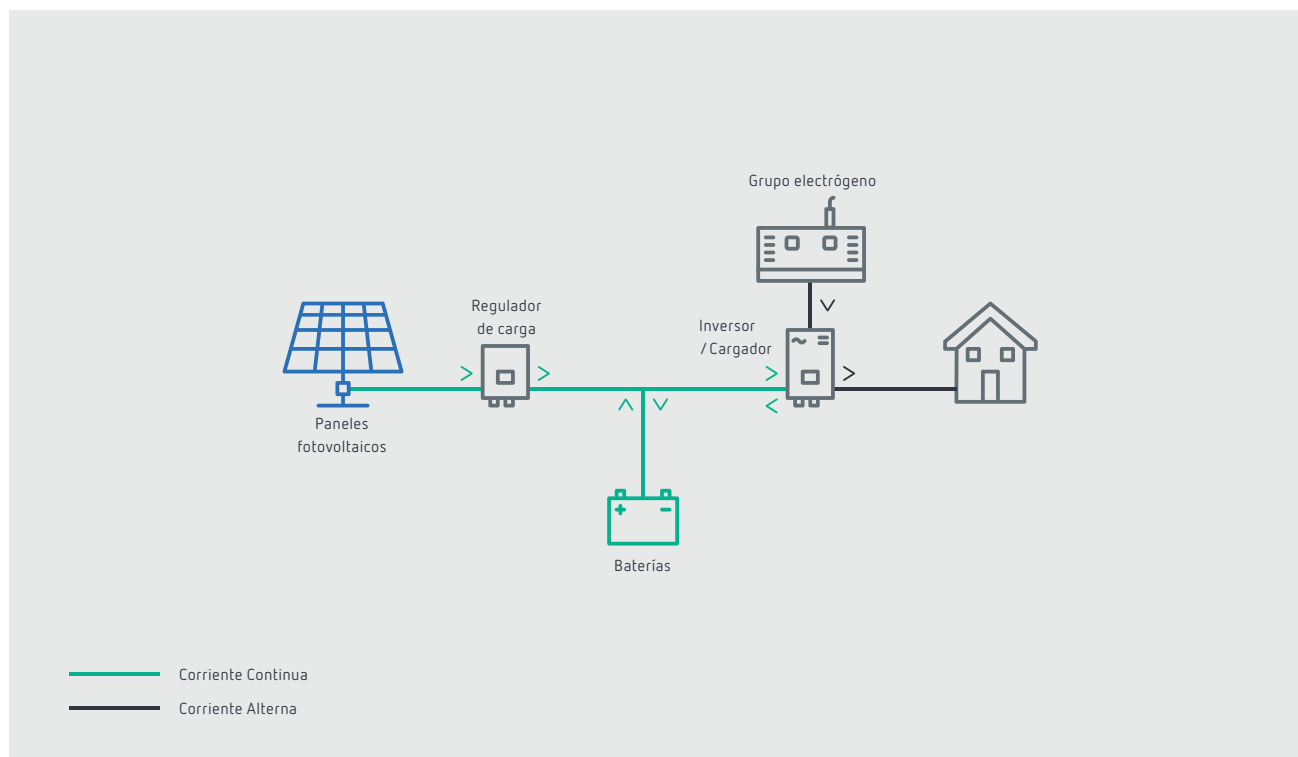 Grupo electrógeno
Regulador
de carga
Inversor
/ Cargador
Paneles
fotovoltaicos
Baterías
Corriente Continua
Corriente Alterna